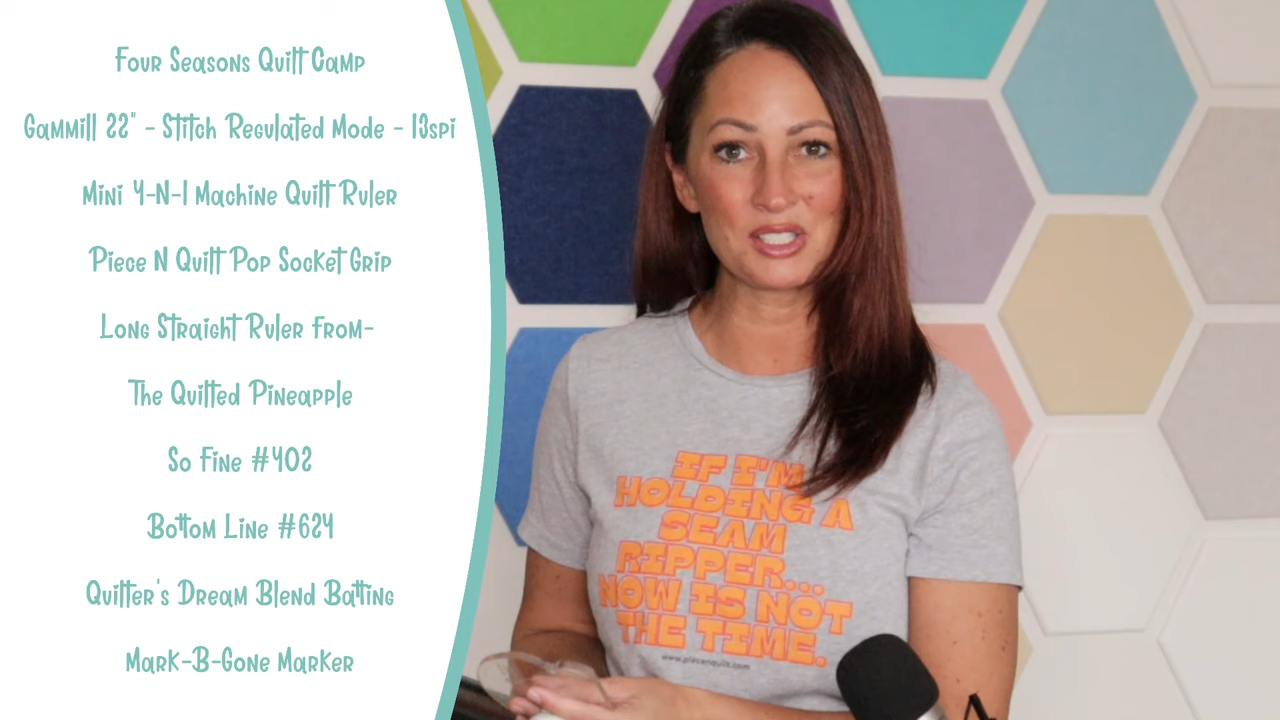 Four Seasons Quilt Camp
Gammill 22" - Stitch Regulated Mode - 13spi
Mini 4-N-1 Machine Quilt Ruler
Piece N Quilt Pop Socket Grip
Long Straight Ruler from-
The Quilted Pineapple
So Fine #402
Bottom Line #624
Quilter's Dream Blend Batting
Mark-B-Gone Marker
IF I'M
HOLDING A
SEAM
RIPPER...
NOW IS NOT
THE TIME.
www.piecenquilt.com